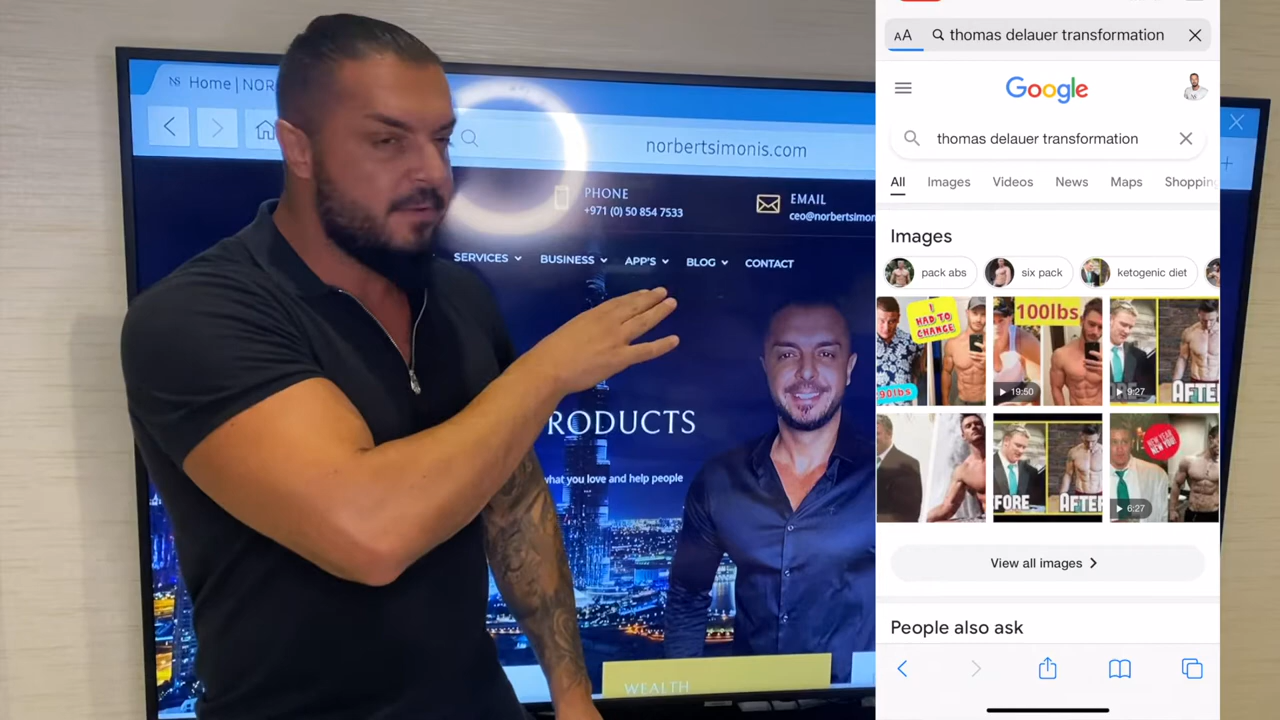 NS Home | NOR
norbertsimonis.com
PHONE
+971 (0) 50 854 7533
EMAIL
ceo@norbertsimon
SERVICES
BUSINESS
APP'S
BLOG
CONTACT
RODUCTS
what you love and help people
WEALTH
AA thomas delauer transformation
Google
thomas delauer transformation
All Images Videos News Maps Shopping
Images
pack abs
six pack
ketogenic diet
I
HAD TO
CHANGE
90lbs
100lbs
19:50
9:27
AFTER
FORE
AFTE
NEW YEAR
NEW YOU!
6:27
View all images
People also ask